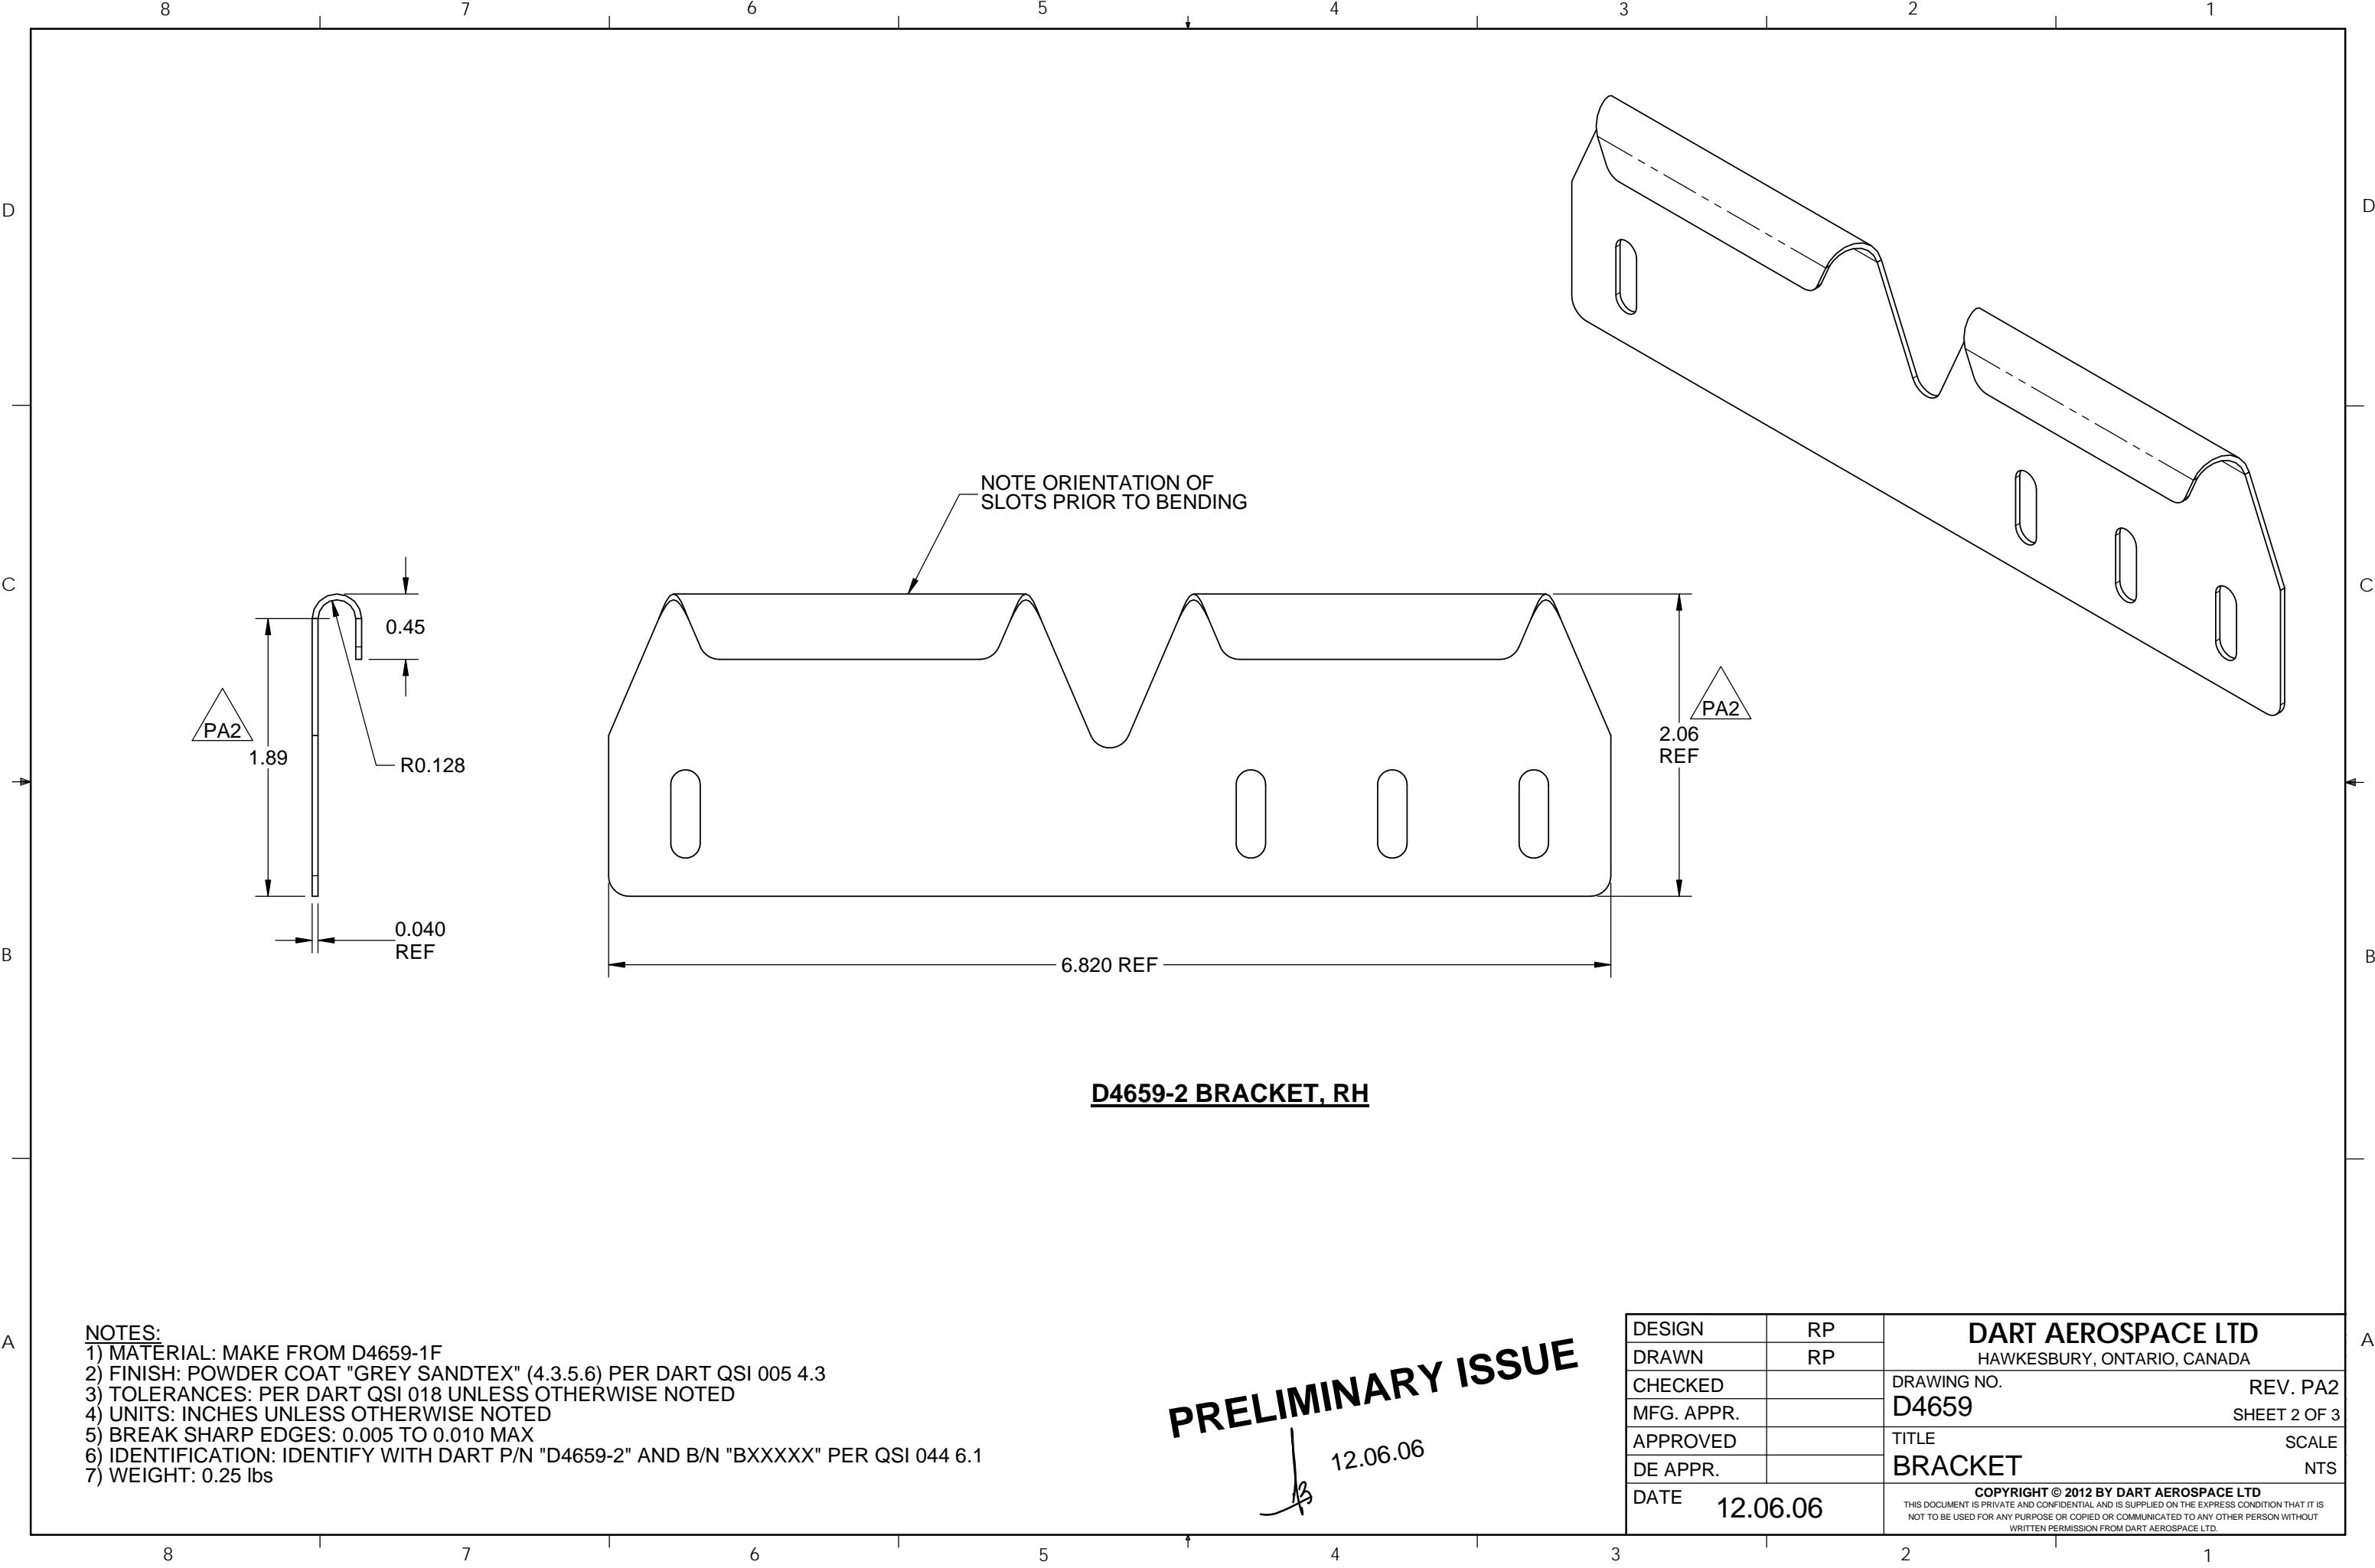 8 7 6 5 4 3 2 1
D
D
NOTE ORIENTATION OF
SLOTS PRIOR TO BENDING
C
C
0.45
PA2
1.89
R0.128
PA2
2.06
REF
0.040
REF
B
B
6.820 REF
D4659-2 BRACKET, RH
A
A
NOTES:
1) MATERIAL: MAKE FROM D4659-1F
2) FINISH: POWDER COAT "GREY SANDTEX" (4.3.5.6) PER DART QSI 005 4.3
3) TOLERANCES: PER DART QSI 018 UNLESS OTHERWISE NOTED
4) UNITS: INCHES UNLESS OTHERWISE NOTED
5) BREAK SHARP EDGES: 0.005 TO 0.010 MAX
6) IDENTIFICATION: IDENTIFY WITH DART P/N "D4659-2" AND B/N "BXXXXX" PER QSI 044 6.1
7) WEIGHT: 0.25 lbs
PRELIMINARY ISSUE
12.06.06
DESIGN RP
DRAWN RP
CHECKED
MFG. APPR.
APPROVED
DE APPR.
DATE 12.06.06
DART AEROSPACE LTD
HAWKESBURY, ONTARIO, CANADA
DRAWING NO. REV. PA2
D4659 SHEET 2 OF 3
TITLE SCALE
BRACKET NTS
COPYRIGHT © 2012 BY DART AEROSPACE LTD
THIS DOCUMENT IS PRIVATE AND CONFIDENTIAL AND IS SUPPLIED ON THE EXPRESS CONDITION THAT IT IS
NOT TO BE USED FOR ANY PURPOSE OR COPIED OR COMMUNICATED TO ANY OTHER PERSON WITHOUT
WRITTEN PERMISSION FROM DART AEROSPACE LTD.
8 7 6 5 4 3 2 1